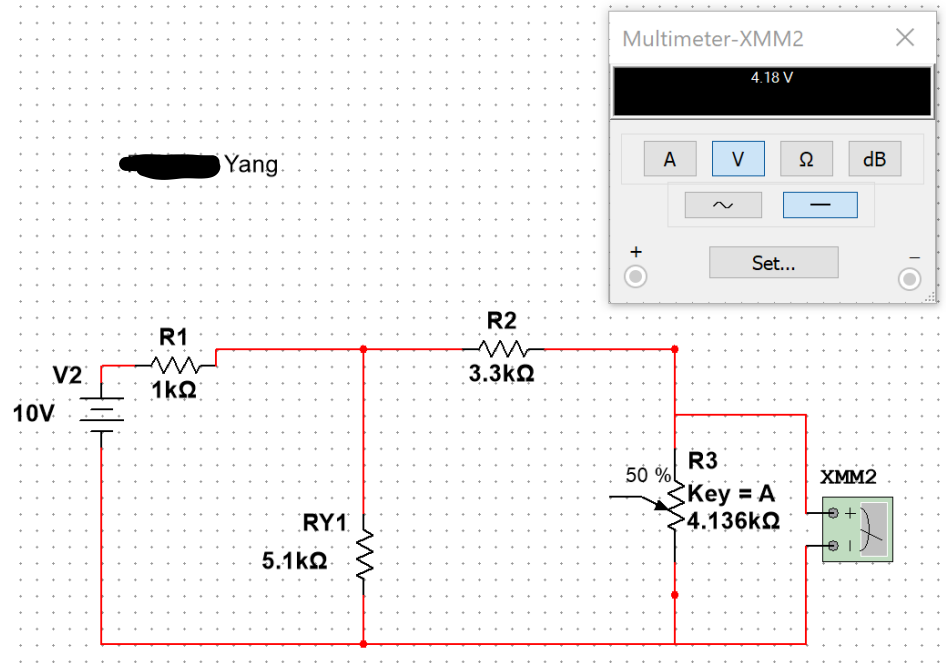 Multimeter-XMM2
4.18 V
A
V
Ω
dB
+
–
Set...
Yang
R1
1kΩ
R2
3.3kΩ
V2
10V
RY1
5.1kΩ
50 %
R3
Key = A
4.136kΩ
XMM2
+